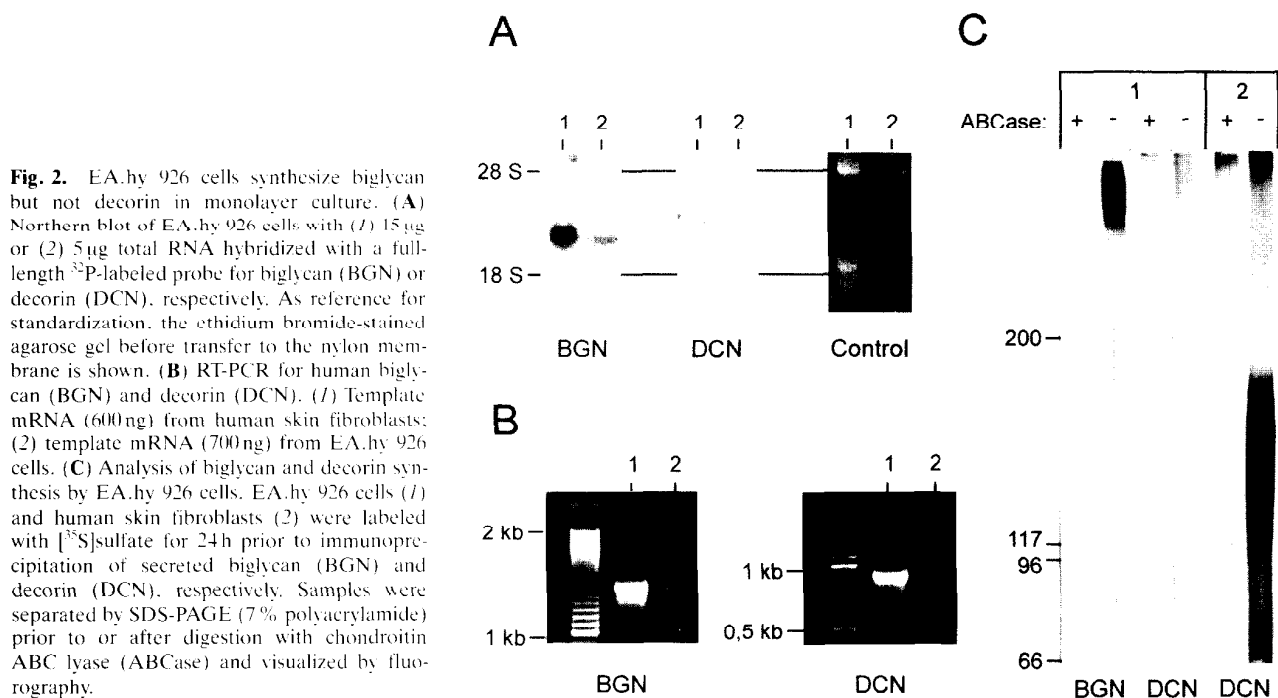 Fig. 2. EA.hy 926 cells synthesize biglycan
but not decorin in monolayer culture. (A)
Northern blot of EA.hy 926 cells with (1) 15 µg
or (2) 5 µg total RNA hybridized with a full-
length ³²P-labeled probe for biglycan (BGN) or
decorin (DCN), respectively. As reference for
standardization, the ethidium bromide-stained
agarose gel before transfer to the nylon mem-
brane is shown. (B) RT-PCR for human bigly-
can (BGN) and decorin (DCN). (1) Template
mRNA (600 ng) from human skin fibroblasts;
(2) template mRNA (700 ng) from EA.hy 926
cells. (C) Analysis of biglycan and decorin syn-
thesis by EA.hy 926 cells. EA.hy 926 cells (1)
and human skin fibroblasts (2) were labeled
with [³⁵S]sulfate for 24 h prior to immunopre-
cipitation of secreted biglycan (BGN) and
decorin (DCN), respectively. Samples were
separated by SDS-PAGE (7 % polyacrylamide)
prior to or after digestion with chondroitin
ABC lyase (ABCase) and visualized by fluo-
rography.
A
1 2 1 2 1 2
28 S
18 S
BGN DCN Control
B
1 2 1 2
2 kb
1 kb
1 kb
0,5 kb
BGN DCN
C
1 2
ABCase: + - + - + -
200
117
96
66
BGN DCN DCN